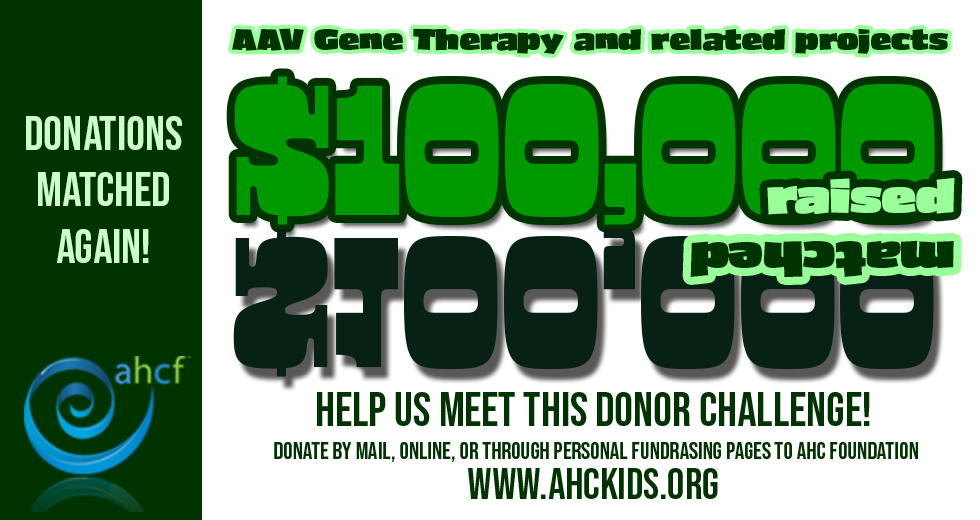 AAV Gene Therapy and related projects
$100,000
raised
matched
$100,000
DONATIONS
MATCHED
AGAIN!
ahcf
HELP US MEET THIS DONOR CHALLENGE!
DONATE BY MAIL, ONLINE, OR THROUGH PERSONAL FUNDRASING PAGES TO AHC FOUNDATION
WWW.AHCKIDS.ORG